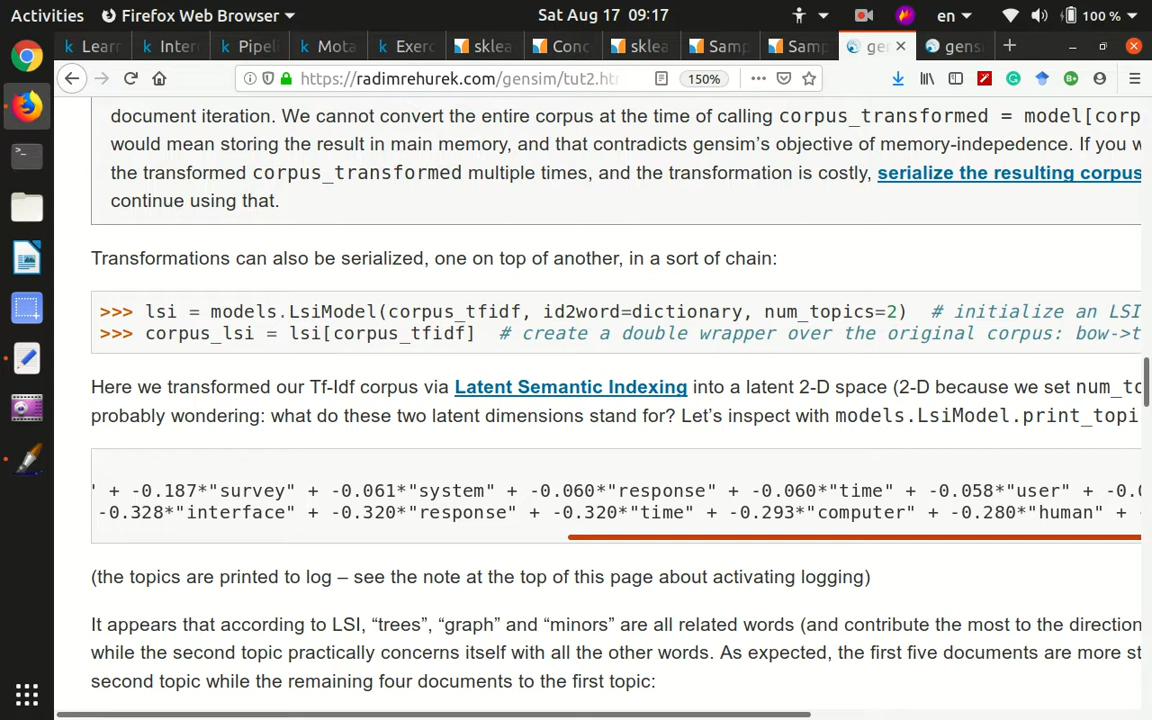 Activities Firefox Web Browser Sat Aug 17 09:17 en 100 %
Learn Inter Pipeli Mota Exerc sklea Conc sklea Samp Samp gen gens
https://radimrehurek.com/gensim/tut2.ht 150%
document iteration. We cannot convert the entire corpus at the time of calling corpus_transformed = model[corp
would mean storing the result in main memory, and that contradicts gensim's objective of memory-indepedence. If you w
the transformed corpus_transformed multiple times, and the transformation is costly, serialize the resulting corpus
continue using that.
Transformations can also be serialized, one on top of another, in a sort of chain:
>>> lsi = models.LsiModel(corpus_tfidf, id2word=dictionary, num_topics=2) # initialize an LSI
>>> corpus_lsi = lsi[corpus_tfidf] # create a double wrapper over the original corpus: bow->t
Here we transformed our Tf-Idf corpus via Latent Semantic Indexing into a latent 2-D space (2-D because we set num_to
probably wondering: what do these two latent dimensions stand for? Let's inspect with models.LsiModel.print_topi
' + -0.187*"survey" + -0.061*"system" + -0.060*"response" + -0.060*"time" + -0.058*"user" + -0.0
-0.328*"interface" + -0.320*"response" + -0.320*"time" + -0.293*"computer" + -0.280*"human" + -
(the topics are printed to log – see the note at the top of this page about activating logging)
It appears that according to LSI, “trees”, “graph” and “minors” are all related words (and contribute the most to the direction
while the second topic practically concerns itself with all the other words. As expected, the first five documents are more st
second topic while the remaining four documents to the first topic: